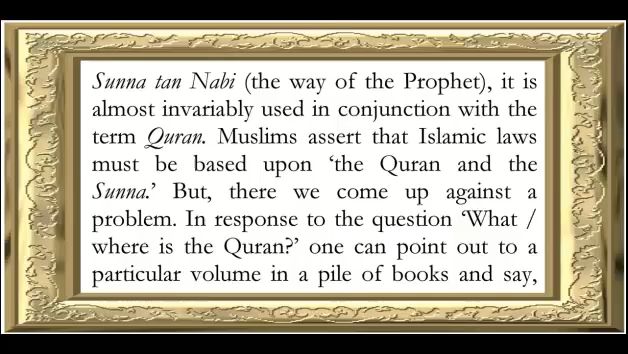 Sunna tan Nabi (the way of the Prophet), it is
almost invariably used in conjunction with the
term Quran. Muslims assert that Islamic laws
must be based upon ‘the Quran and the
Sunna.’ But, there we come up against a
problem. In response to the question ‘What /
where is the Quran?’ one can point out to a
particular volume in a pile of books and say,